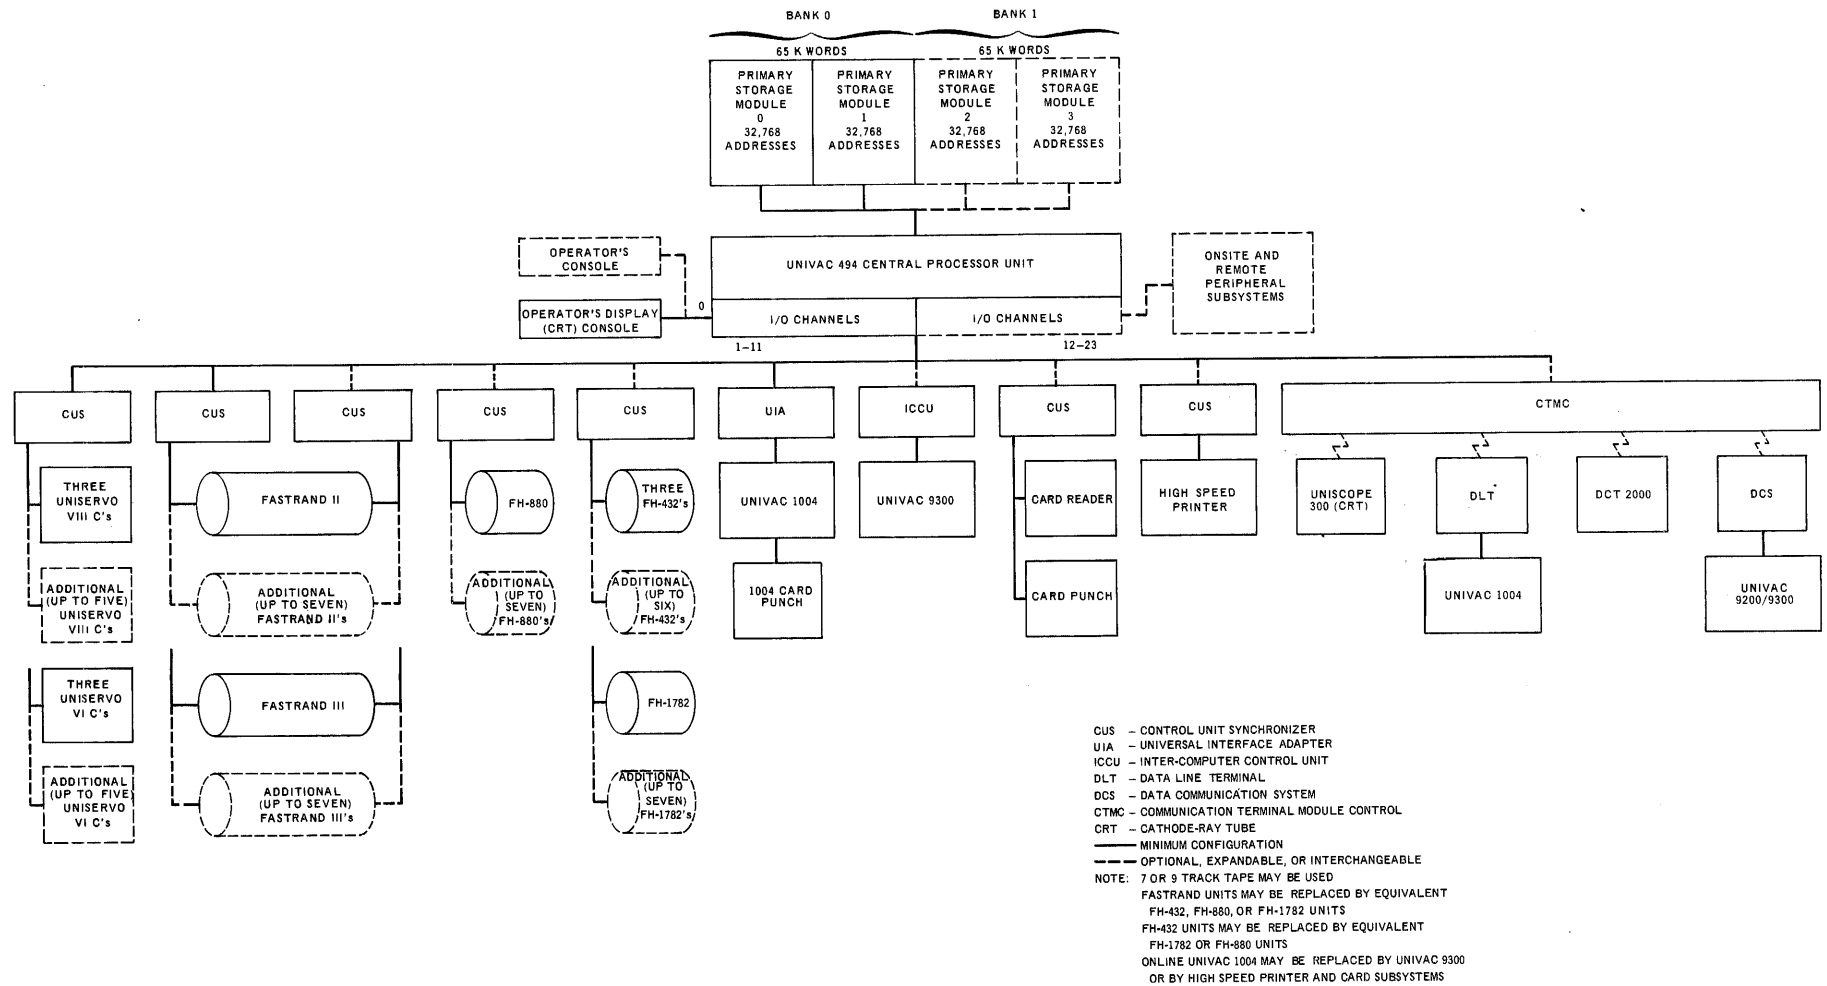 BANK 0
BANK 1
65 K WORDS
65 K WORDS
PRIMARY
STORAGE
MODULE
0
32,768
ADDRESSES
PRIMARY
STORAGE
MODULE
1
32,768
ADDRESSES
PRIMARY
STORAGE
MODULE
2
32,768
ADDRESSES
PRIMARY
STORAGE
MODULE
3
32,768
ADDRESSES
OPERATOR'S
CONSOLE
UNIVAC 494 CENTRAL PROCESSOR UNIT
ONSITE AND
REMOTE
PERIPHERAL
SUBSYSTEMS
OPERATOR'S DISPLAY
(CRT) CONSOLE
0
I/O CHANNELS
I/O CHANNELS
1–11
12–23
CUS
CUS
CUS
CUS
CUS
UIA
ICCU
CUS
CUS
CTMC
THREE
UNISERVO
VIII C's
FASTRAND II
FH-880
THREE
FH-432's
UNIVAC 1004
UNIVAC 9300
CARD READER
HIGH SPEED
PRINTER
UNISCOPE
300 (CRT)
DLT
DCT 2000
DCS
ADDITIONAL
(UP TO FIVE)
UNISERVO
VIII C's
ADDITIONAL
(UP TO SEVEN)
FASTRAND II's
ADDITIONAL
(UP TO
SEVEN)
FH-880's
ADDITIONAL
(UP TO
SIX)
FH-432's
1004 CARD
PUNCH
CARD PUNCH
UNIVAC 1004
UNIVAC
9200/9300
THREE
UNISERVO
VI C's
FASTRAND III
FH-1782
ADDITIONAL
(UP TO FIVE)
UNISERVO
VI C's
ADDITIONAL
(UP TO SEVEN)
FASTRAND III's
ADDITIONAL
(UP TO
SEVEN)
FH-1782's
CUS – CONTROL UNIT SYNCHRONIZER
UIA – UNIVERSAL INTERFACE ADAPTER
ICCU – INTER-COMPUTER CONTROL UNIT
DLT – DATA LINE TERMINAL
DCS – DATA COMMUNICATION SYSTEM
CTMC – COMMUNICATION TERMINAL MODULE CONTROL
CRT – CATHODE-RAY TUBE
MINIMUM CONFIGURATION
OPTIONAL, EXPANDABLE, OR INTERCHANGEABLE
NOTE: 7 OR 9 TRACK TAPE MAY BE USED
FASTRAND UNITS MAY BE REPLACED BY EQUIVALENT
FH-432, FH-880, OR FH-1782 UNITS
FH-432 UNITS MAY BE REPLACED BY EQUIVALENT
FH-1782 OR FH-880 UNITS
ONLINE UNIVAC 1004 MAY BE REPLACED BY UNIVAC 9300
OR BY HIGH SPEED PRINTER AND CARD SUBSYSTEMS